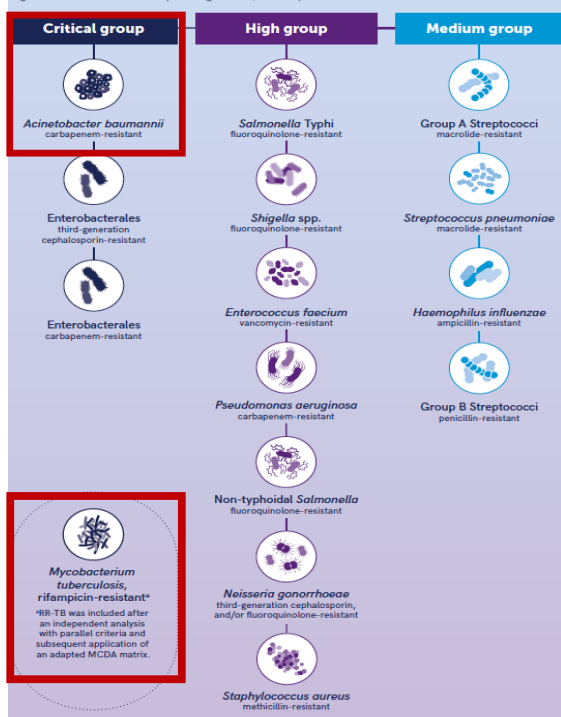 Critical group
Acinetobacter baumannii
carbapenem-resistant
Enterobacterales
third-generation
cephalosporin-resistant
Enterobacterales
carbapenem-resistant
Mycobacterium
tuberculosis,
rifampicin-resistantᵃ
ᵃRR-TB was included after
an independent analysis
with parallel criteria and
subsequent application of
an adapted MCDA matrix.
High group
Salmonella Typhi
fluoroquinolone-resistant
Shigella spp.
fluoroquinolone-resistant
Enterococcus faecium
vancomycin-resistant
Pseudomonas aeruginosa
carbapenem-resistant
Non-typhoidal Salmonella
fluoroquinolone-resistant
Neisseria gonorrhoeae
third-generation cephalosporin,
and/or fluoroquinolone-resistant
Staphylococcus aureus
methicillin-resistant
Medium group
Group A Streptococci
macrolide-resistant
Streptococcus pneumoniae
macrolide-resistant
Haemophilus influenzae
ampicillin-resistant
Group B Streptococci
penicillin-resistant